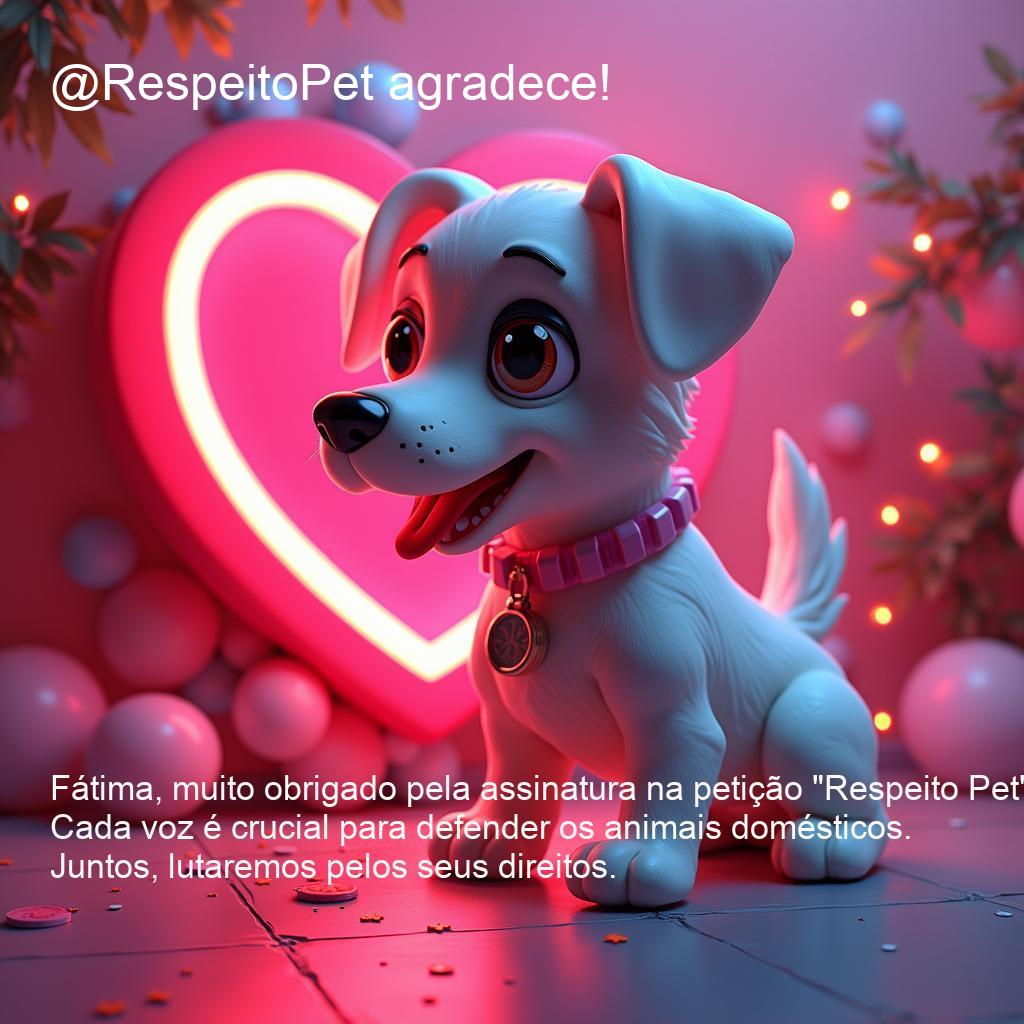 @RespeitoPet agradece!
Fátima, muito obrigado pela assinatura na petição "Respeito Pet"
Cada voz é crucial para defender os animais domésticos.
Juntos, lutaremos pelos seus direitos.